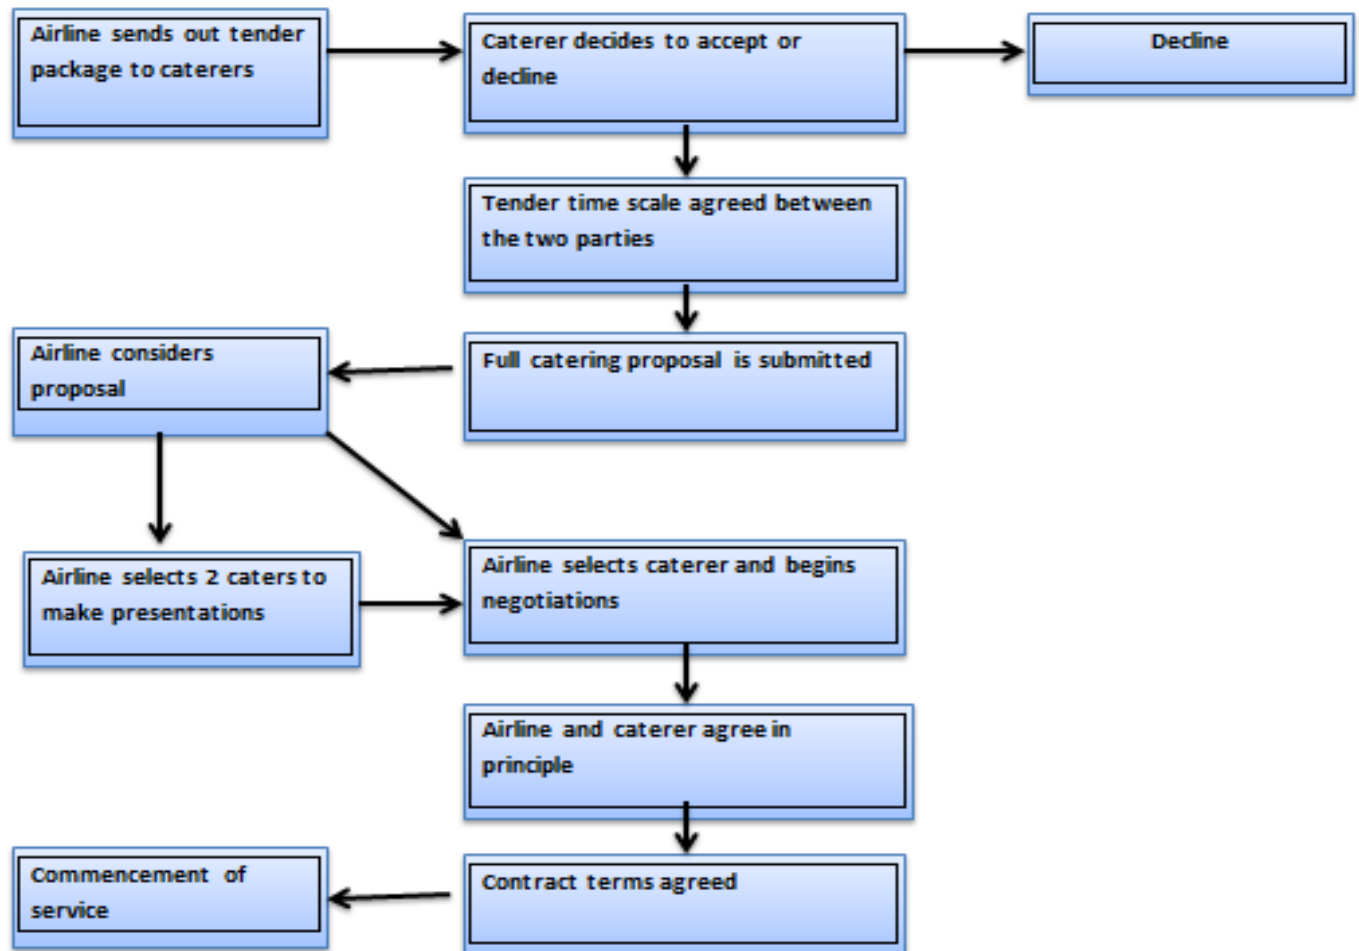 Airline sends out tender
package to caterers
Caterer decides to accept or
decline
Decline
Tender time scale agreed between
the two parties
Full catering proposal is submitted
Airline considers
proposal
Airline selects 2 caters to
make presentations
Airline selects caterer and begins
negotiations
Airline and caterer agree in
principle
Contract terms agreed
Commencement of
service